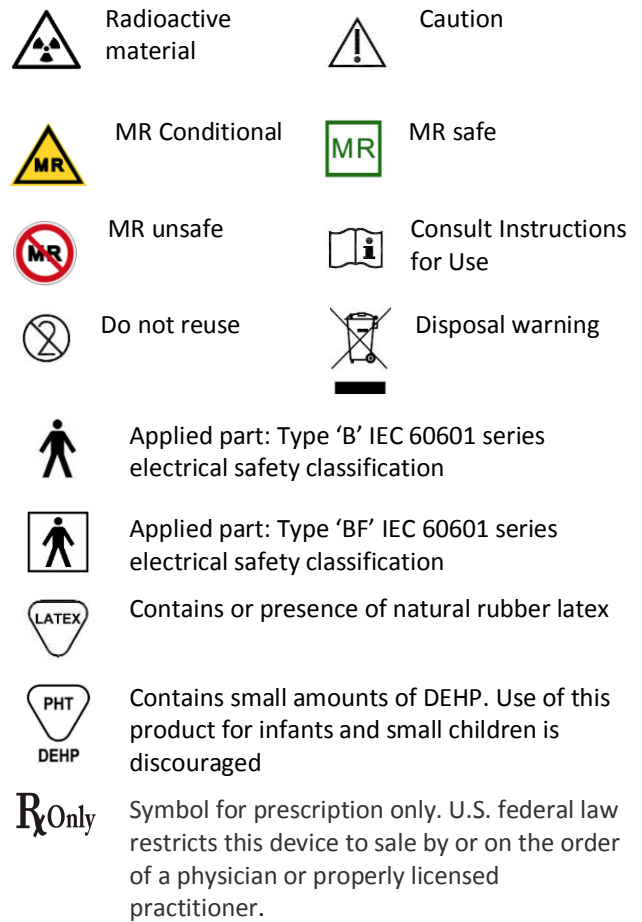 Radioactive
material
Caution
MR
MR Conditional
MR
MR safe
MR
MR unsafe
i
Consult Instructions
for Use
2
Do not reuse
Disposal warning
Applied part: Type ‘B’ IEC 60601 series
electrical safety classification
Applied part: Type ‘BF’ IEC 60601 series
electrical safety classification
LATEX
Contains or presence of natural rubber latex
PHT
DEHP
Contains small amounts of DEHP. Use of this
product for infants and small children is
discouraged
RxOnly
Symbol for prescription only. U.S. federal law
restricts this device to sale by or on the order
of a physician or properly licensed
practitioner.